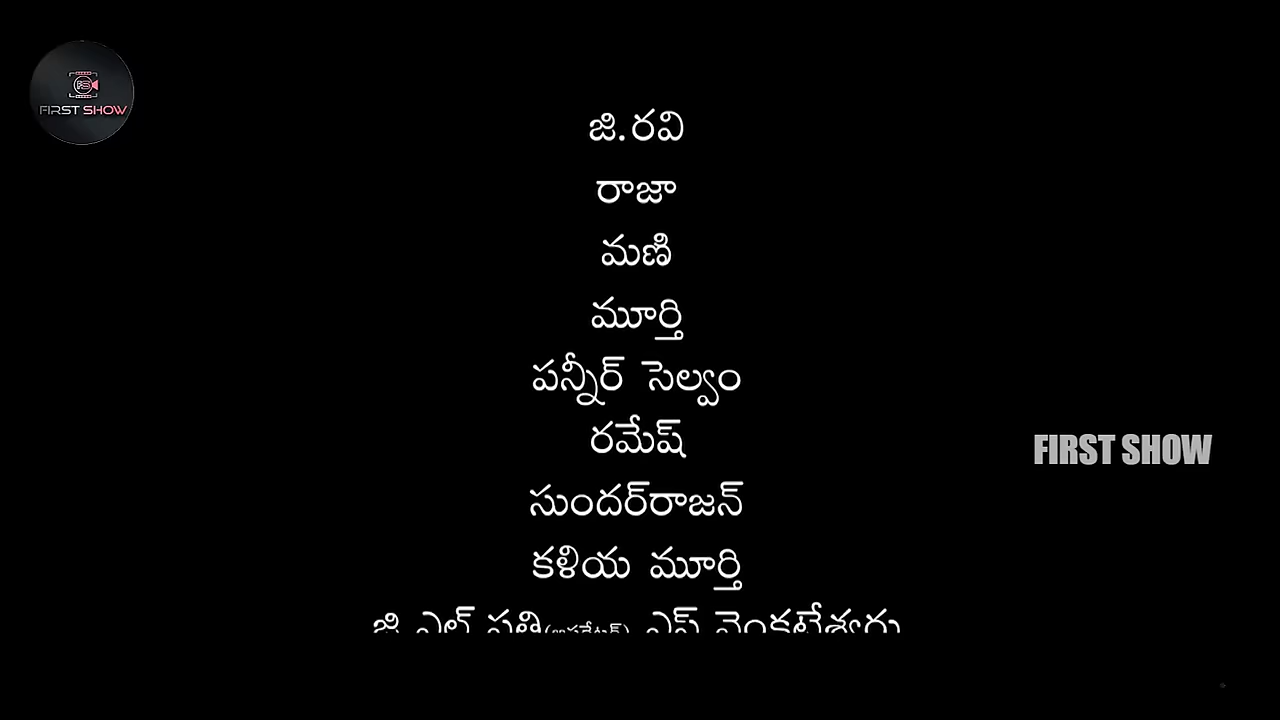 FIRST SHOW
జి.రవి
రాజా
మణి
మూర్తి
పన్నీర్ సెల్వం
రమేష్
FIRST SHOW
సుందర్‌రాజన్
కళియ మూర్తి